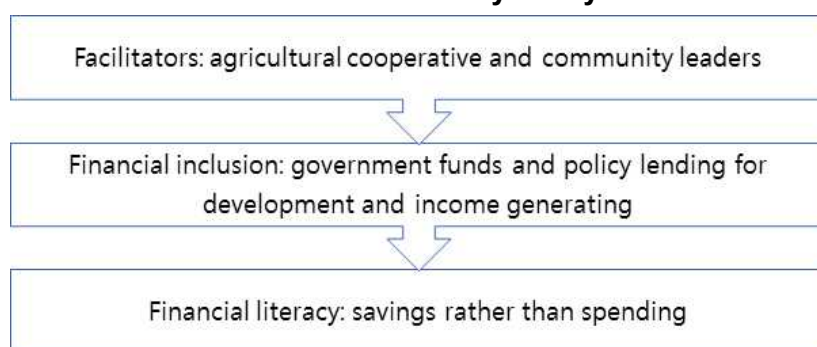 Facilitators: agricultural cooperative and community leaders
Financial inclusion: government funds and policy lending for
development and income generating
Financial literacy: savings rather than spending